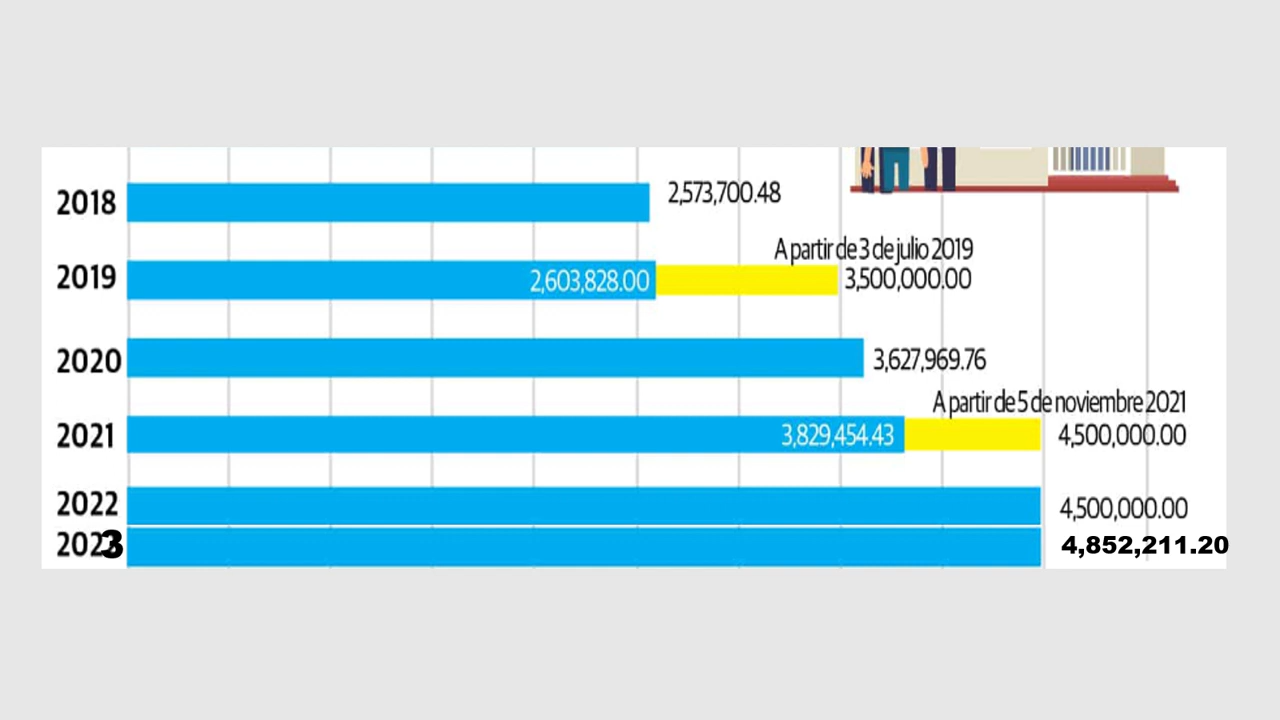 2018 2,573,700.48
A partir de 3 de julio 2019
2019 2,603,828.00 3,500,000.00
2020 3,627,969.76
A partir de 5 de noviembre 2021
2021 3,829,454.43 4,500,000.00
2022 4,500,000.00
2023 4,852,211.20